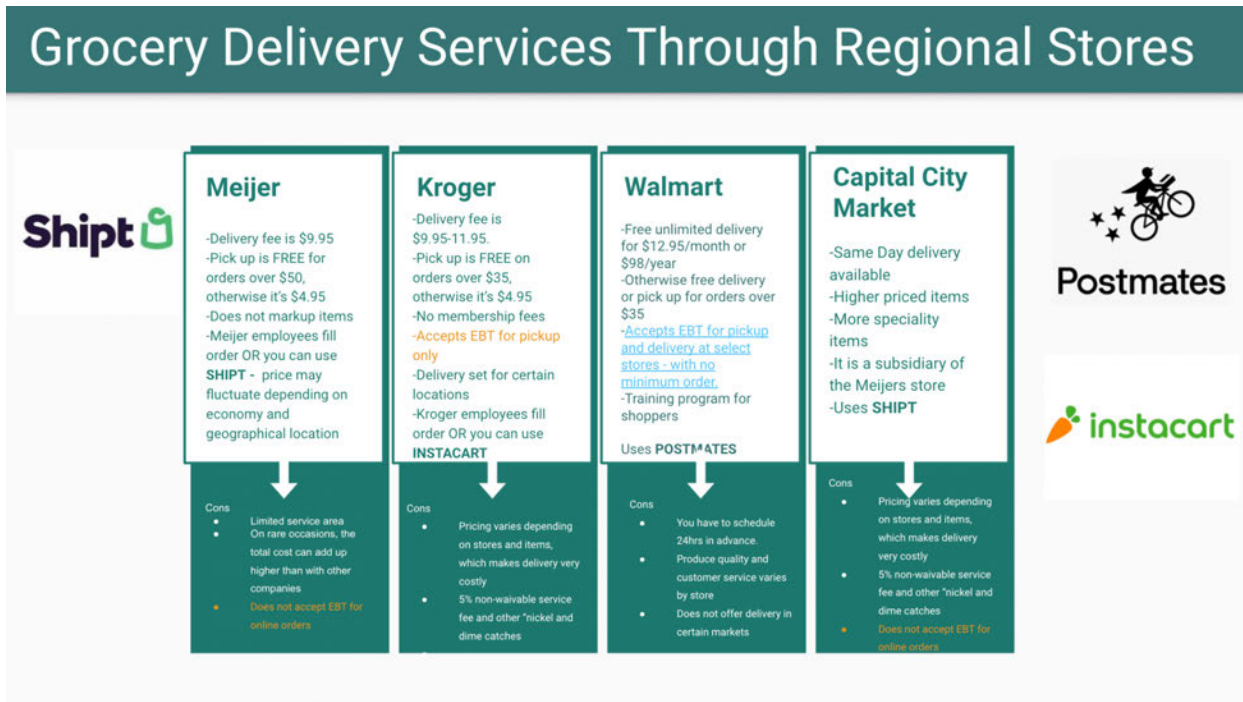 Grocery Delivery Services Through Regional Stores
Shipt
Meijer
-Delivery fee is $9.95
-Pick up is FREE for
orders over $50,
otherwise it's $4.95
-Does not markup items
-Meijer employees fill
order OR you can use
SHIPT - price may
fluctuate depending on
economy and
geographical location
Cons
● Limited service area
● On rare occasions, the
total cost can add up
higher than with other
companies
● Does not accept EBT for
online orders
Kroger
-Delivery fee is
$9.95-11.95.
-Pick up is FREE on
orders over $35,
otherwise it's $4.95
-No membership fees
-Accepts EBT for pickup
only
-Delivery set for certain
locations
-Kroger employees fill
order OR you can use
INSTACART
Cons
● Pricing varies depending
on stores and items,
which makes delivery very
costly
● 5% non-waivable service
fee and other "nickel and
dime catches
Walmart
-Free unlimited delivery
for $12.95/month or
$98/year
-Otherwise free delivery
or pick up for orders over
$35
-Accepts EBT for pickup
and delivery at select
stores - with no
minimum order.
-Training program for
shoppers
Uses POSTMATES
Cons
● You have to schedule
24hrs in advance.
● Produce quality and
customer service varies
by store
● Does not offer delivery in
certain markets
Capital City
Market
-Same Day delivery
available
-Higher priced items
-More speciality
items
-It is a subsidiary of
the Meijers store
-Uses SHIPT
Cons
● Pricing varies depending
on stores and items,
which makes delivery
very costly
● 5% non-waivable service
fee and other "nickel and
dime catches
● Does not accept EBT for
online orders
Postmates
instacart